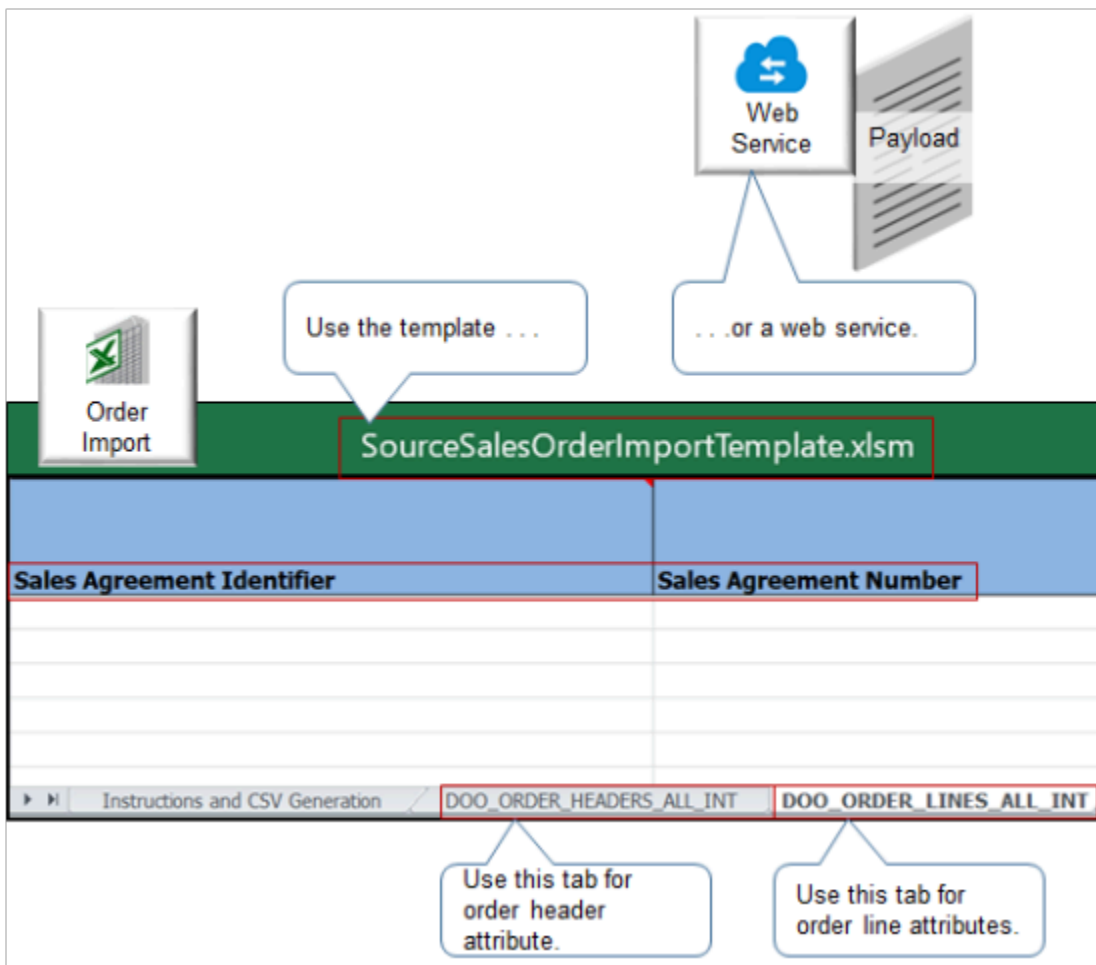 Web
Service
Payload
Use the template . . .
. . .or a web service.
Order
Import
SourceSalesOrderImportTemplate.xlsm
Sales Agreement Identifier
Sales Agreement Number
Instructions and CSV Generation
DOO_ORDER_HEADERS_ALL_INT
DOO_ORDER_LINES_ALL_INT
Use this tab for
order header
attribute.
Use this tab for
order line attributes.